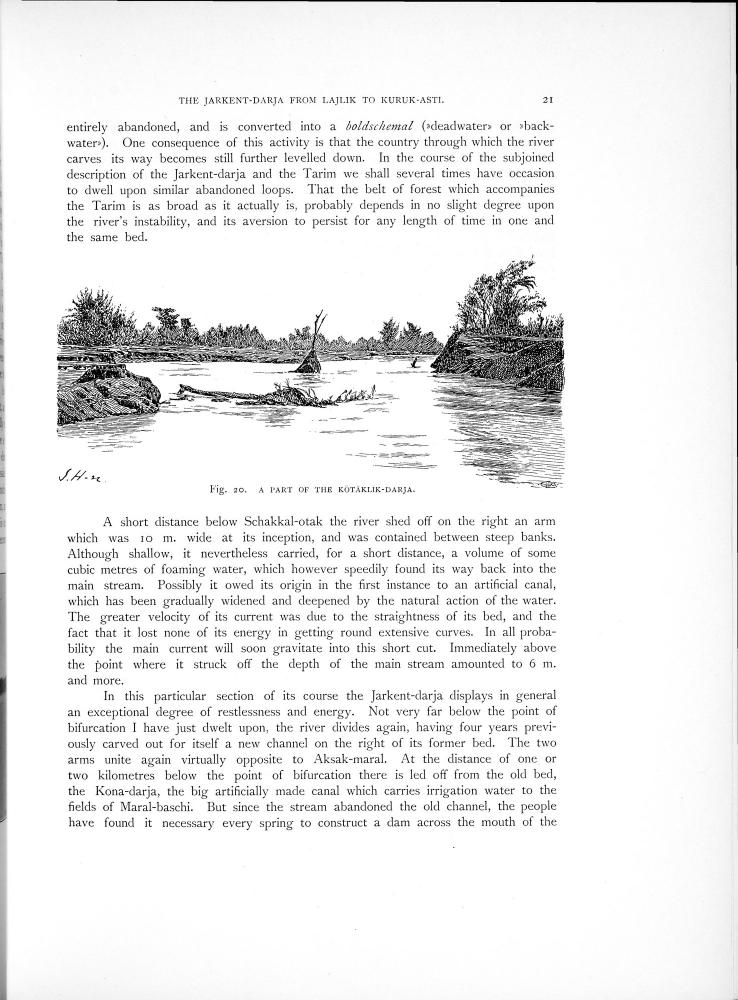 THE JARKENT-DARJA FROM LAJLIK TO KURUK-ASTI. 21
entirely abandoned, and is converted into a boldschemal (»deadwater» or »back-
water»). One consequence of this activity is that the country through which the river
carves its way becomes still further levelled down. In the course of the subjoined
description of the Jarkent-darja and the Tarim we shall several times have occasion
to dwell upon similar abandoned loops. That the belt of forest which accompanies
the Tarim is as broad as it actually is, probably depends in no slight degree upon
the river's instability, and its aversion to persist for any length of time in one and
the same bed.
S. H-n.
Fig. 20. A PART OF THE KÖTÄKLIK-DARJA.
A short distance below Schakkal-otak the river shed off on the right an arm
which was 10 m. wide at its inception, and was contained between steep banks.
Although shallow, it nevertheless carried, for a short distance, a volume of some
cubic metres of foaming water, which however speedily found its way back into the
main stream. Possibly it owed its origin in the first instance to an artificial canal,
which has been gradually widened and deepened by the natural action of the water.
The greater velocity of its current was due to the straightness of its bed, and the
fact that it lost none of its energy in getting round extensive curves. In all proba-
bility the main current will soon gravitate into this short cut. Immediately above
the point where it struck off the depth of the main stream amounted to 6 m.
and more.
In this particular section of its course the Jarkent-darja displays in general
an exceptional degree of restlessness and energy. Not very far below the point of
bifurcation I have just dwelt upon, the river divides again, having four years previ-
ously carved out for itself a new channel on the right of its former bed. The two
arms unite again virtually opposite to Aksak-maral. At the distance of one or
two kilometres below the point of bifurcation there is led off from the old bed,
the Kona-darja, the big artificially made canal which carries irrigation water to the
fields of Maral-baschi. But since the stream abandoned the old channel, the people
have found it necessary every spring to construct a dam across the mouth of the